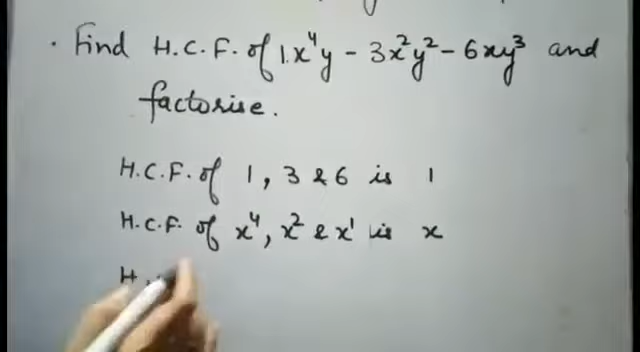 . Find H.C.F. of 1.x⁴y - 3x²y² - 6xy³ and
factorise.
H.C.F. of 1, 3 & 6 is 1
H.C.F. of x⁴, x² & x¹ is x
H.